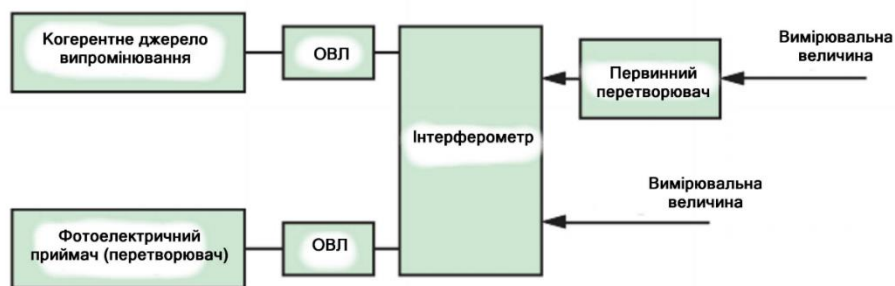 Когерентне джерело
випромінювання
ОВЛ
Інтерферометр
Первинний
перетворювач
Вимірювальна
величина
Вимірювальна
величина
Фотоелектричний
приймач (перетворювач)
ОВЛ